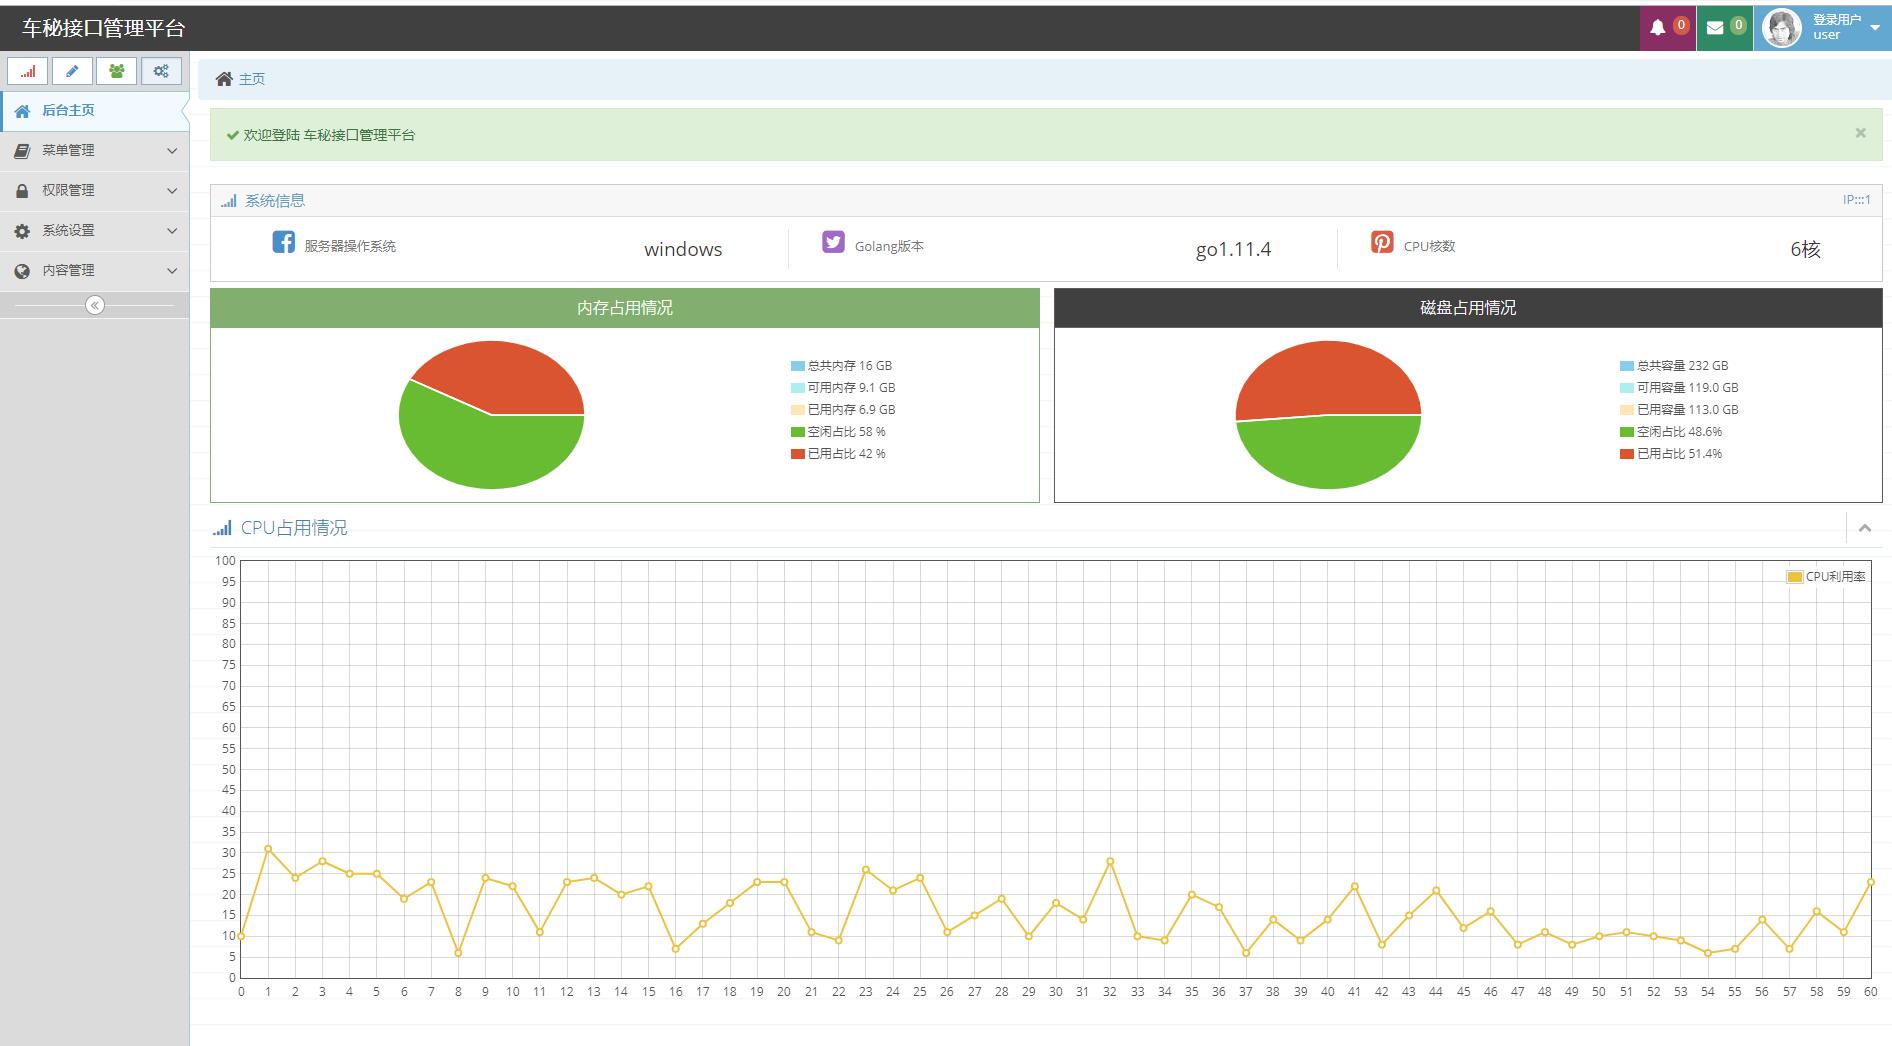 车秘接口管理平台
0
0
登录用户
user
主页
后台主页
菜单管理
权限管理
系统设置
内容管理
欢迎登陆 车秘接口管理平台
系统信息
IP:::1
服务器操作系统
windows
Golang版本
go1.11.4
CPU核数
6核
内存占用情况
总共内存 16 GB
可用内存 9.1 GB
已用内存 6.9 GB
空闲占比 58 %
已用占比 42 %
磁盘占用情况
总共容量 232 GB
可用容量 119.0 GB
已用容量 113.0 GB
空闲占比 48.6%
已用占比 51.4%
CPU占用情况
CPU利用率
100
95
90
85
80
75
70
65
60
55
50
45
40
35
30
25
20
15
10
5
0
0 1 2 3 4 5 6 7 8 9 10 11 12 13 14 15 16 17 18 19 20 21 22 23 24 25 26 27 28 29 30 31 32 33 34 35 36 37 38 39 40 41 42 43 44 45 46 47 48 49 50 51 52 53 54 55 56 57 58 59 60